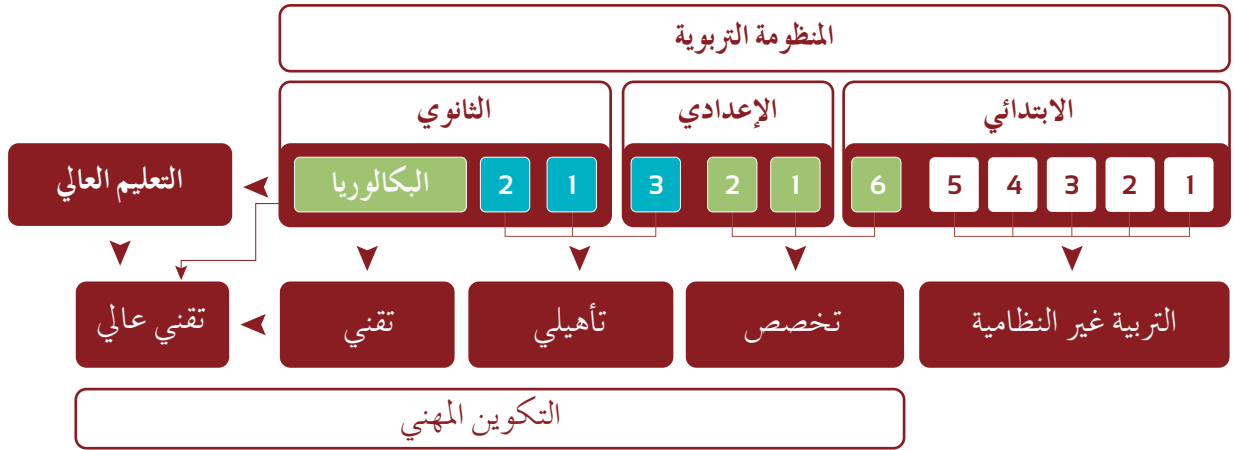 المنظومة التربوية
الابتدائي
الإعدادي
الثانوي
1 2 3 4 5 6
1 2 3
1 2 البكالوريا
التعليم العالي
التربية غير النظامية
تخصص
تأهيلي
تقني
تقني عالي
التكوين المهني